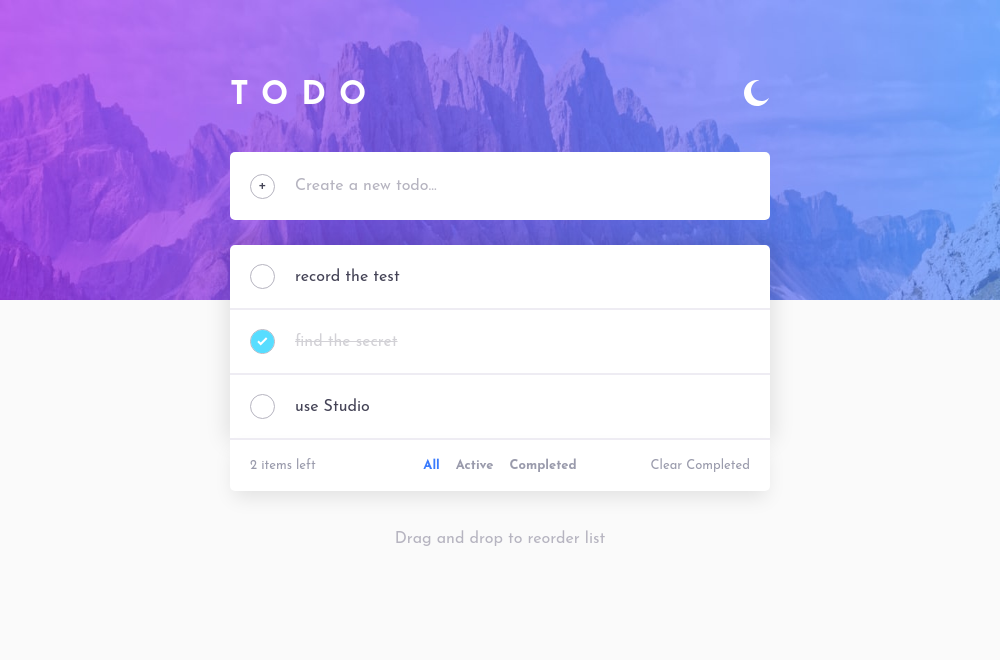 TODO
+ Create a new todo...
record the test
find the secret
use Studio
2 items left All Active Completed Clear Completed
Drag and drop to reorder list